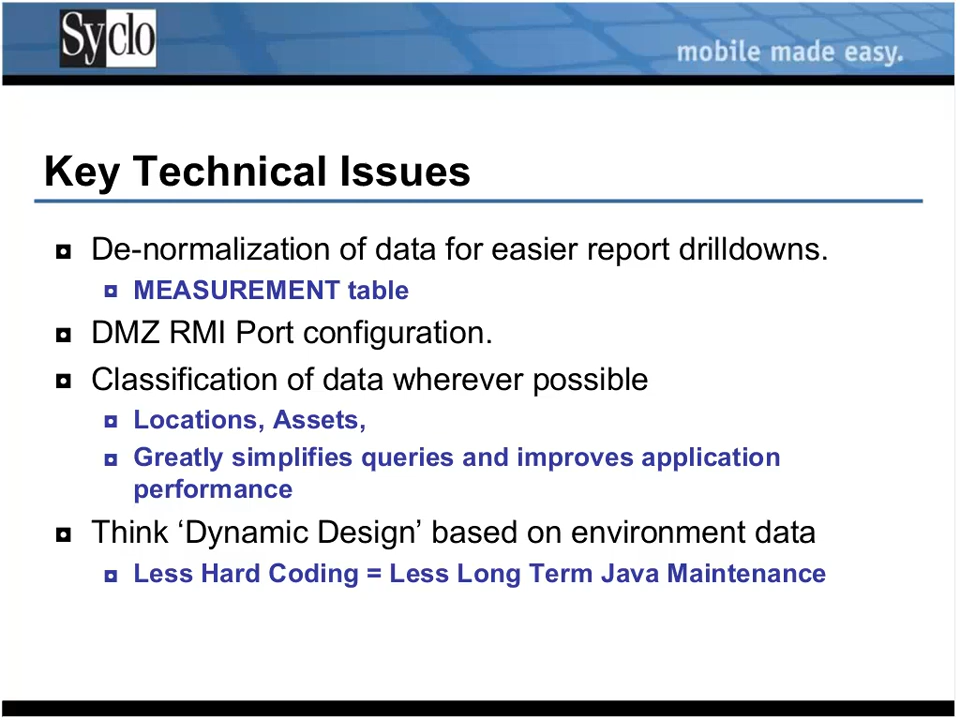 Syclo
mobile made easy.
Key Technical Issues
De-normalization of data for easier report drilldowns.
MEASUREMENT table
DMZ RMI Port configuration.
Classification of data wherever possible
Locations, Assets,
Greatly simplifies queries and improves application
performance
Think ‘Dynamic Design’ based on environment data
Less Hard Coding = Less Long Term Java Maintenance